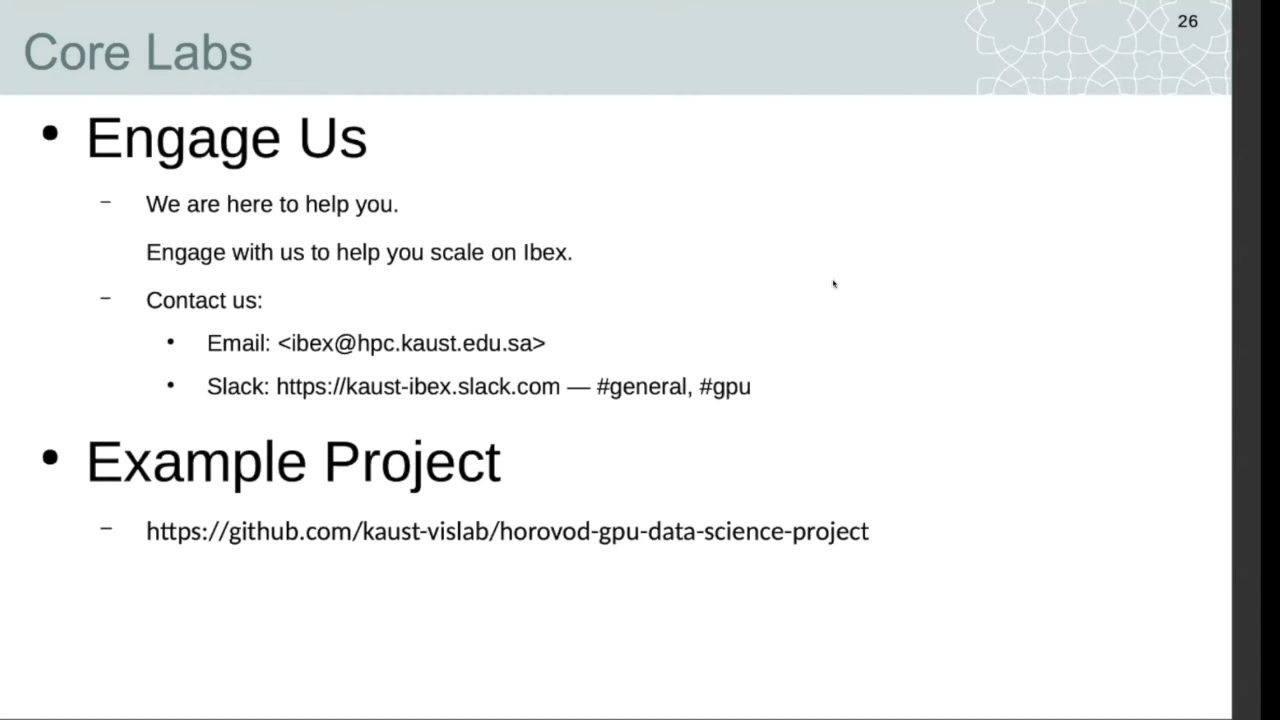 26
Core Labs
• Engage Us
– We are here to help you.
Engage with us to help you scale on Ibex.
– Contact us:
• Email: <ibex@hpc.kaust.edu.sa>
• Slack: https://kaust-ibex.slack.com — #general, #gpu
• Example Project
– https://github.com/kaust-vislab/horovod-gpu-data-science-project